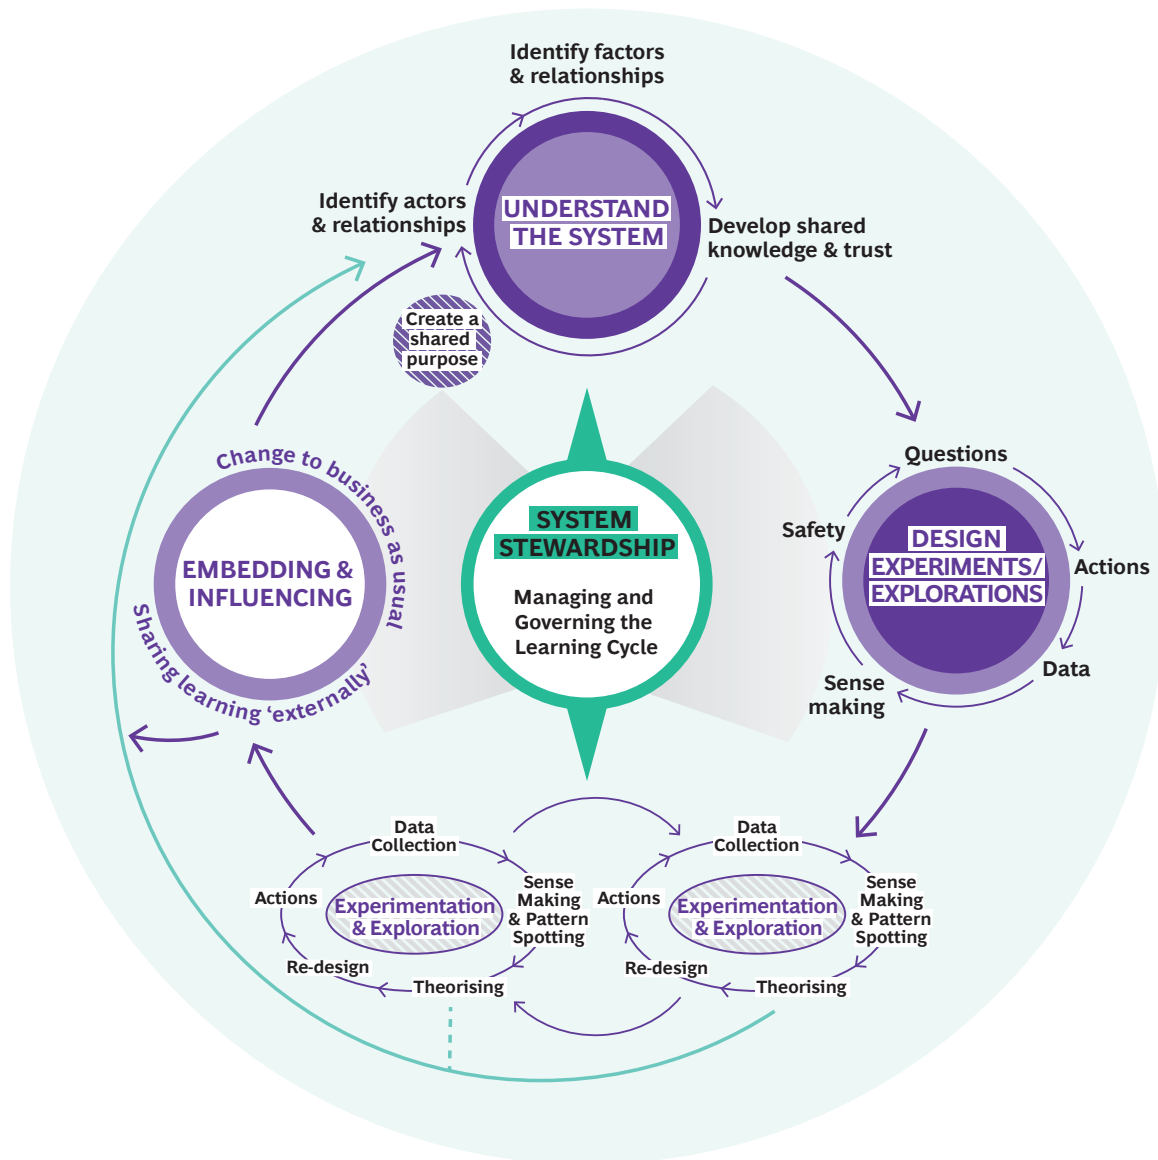 Identify factors
& relationships
Identify actors
& relationships
UNDERSTAND
THE SYSTEM
Develop shared
knowledge & trust
Create a
shared
purpose
Change to business as usual
EMBEDDING &
INFLUENCING
Sharing learning ‘externally’
SYSTEM
STEWARDSHIP
Managing and
Governing the
Learning Cycle
Questions
Safety
DESIGN
EXPERIMENTS/
EXPLORATIONS
Actions
Data
Sense
making
Data
Collection
Actions
Experimentation
& Exploration
Sense
Making
& Pattern
Spotting
Re-design
Theorising
Data
Collection
Actions
Experimentation
& Exploration
Sense
Making
& Pattern
Spotting
Re-design
Theorising